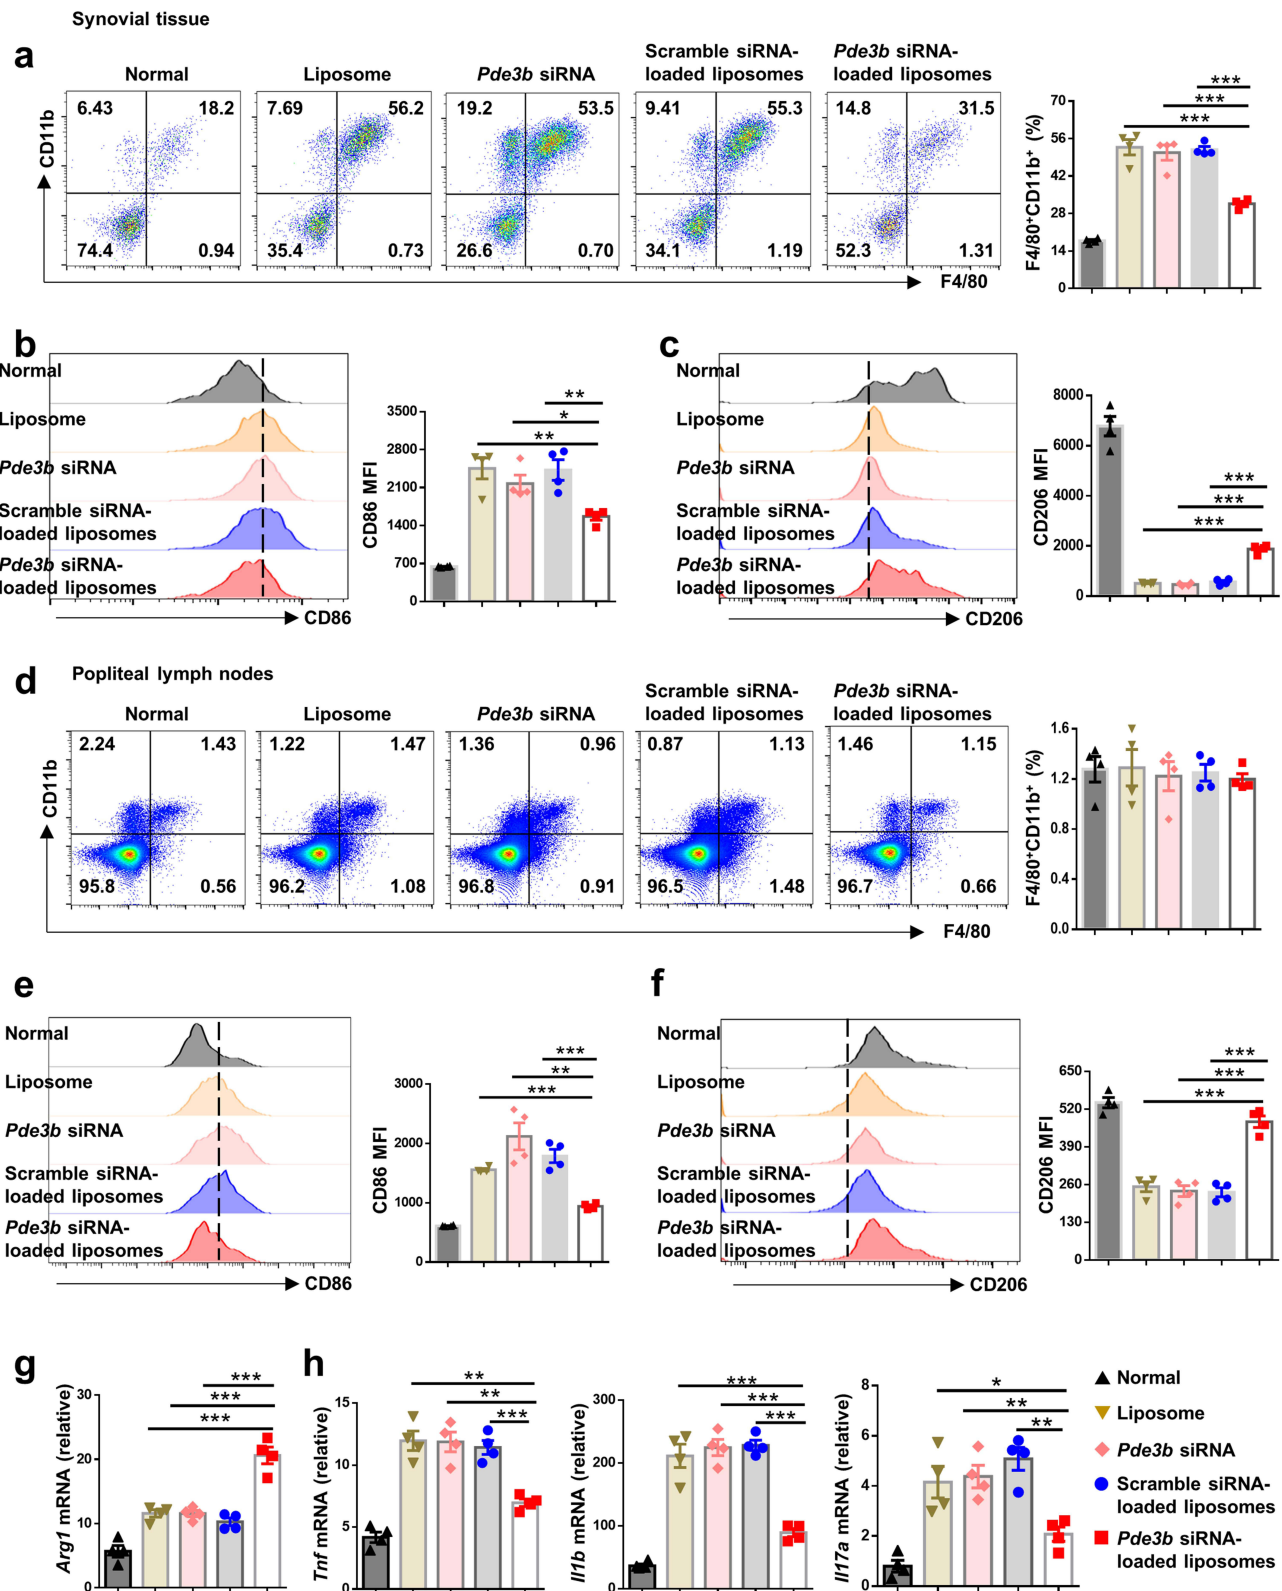 Synovial tissue
a
Normal
Liposome
Pde3b siRNA
Scramble siRNA-
loaded liposomes
Pde3b siRNA-
loaded liposomes
CD11b
6.43 18.2
74.4 0.94
7.69 56.2
35.4 0.73
19.2 53.5
26.6 0.70
9.41 55.3
34.1 1.19
14.8 31.5
52.3 1.31
F4/80
F4/80+CD11b+ (%)
70
56
42
28
14
0
***
***
***
b
Normal
Liposome
Pde3b siRNA
Scramble siRNA-
loaded liposomes
Pde3b siRNA-
loaded liposomes
CD86
CD86 MFI
3500
2800
2100
1400
700
0
**
*
**
c
Normal
Liposome
Pde3b siRNA
Scramble siRNA-
loaded liposomes
Pde3b siRNA-
loaded liposomes
CD206
CD206 MFI
8000
6000
4000
2000
0
***
***
***
d
Popliteal lymph nodes
Normal
Liposome
Pde3b siRNA
Scramble siRNA-
loaded liposomes
Pde3b siRNA-
loaded liposomes
CD11b
2.24 1.43
95.8 0.56
1.22 1.47
96.2 1.08
1.36 0.96
96.8 0.91
0.87 1.13
96.5 1.48
1.46 1.15
96.7 0.66
F4/80
F4/80+CD11b+ (%)
1.6
1.2
0.8
0.4
0.0
e
Normal
Liposome
Pde3b siRNA
Scramble siRNA-
loaded liposomes
Pde3b siRNA-
loaded liposomes
CD86
CD86 MFI
3000
2000
1000
0
***
**
***
f
Normal
Liposome
Pde3b siRNA
Scramble siRNA-
loaded liposomes
Pde3b siRNA-
loaded liposomes
CD206
CD206 MFI
650
520
390
260
130
0
***
***
***
g
Arg1 mRNA (relative)
30
20
10
0
***
***
***
h
Tnf mRNA (relative)
15
10
5
0
**
**
***
Il1b mRNA (relative)
300
200
100
0
***
***
***
Il17a mRNA (relative)
8
6
4
2
0
*
**
**
Normal
Liposome
Pde3b siRNA
Scramble siRNA-
loaded liposomes
Pde3b siRNA-
loaded liposomes